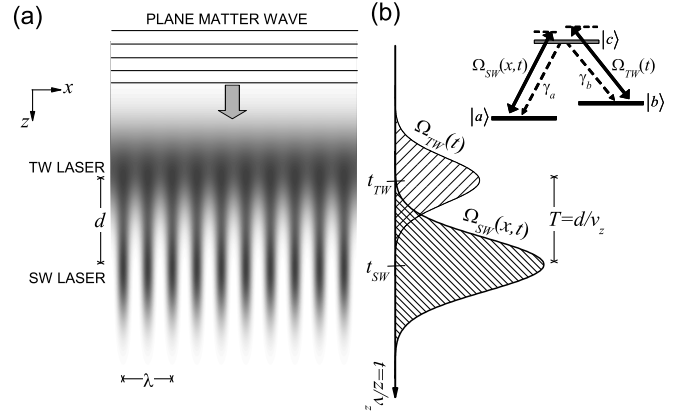 (a)
PLANE MATTER WAVE
x
z
TW LASER
d
SW LASER
λ
(b)
|c⟩
Ω_SW(x,t)
Ω_TW(t)
γ_a
γ_b
|a⟩
|b⟩
Ω_TW(t)
t_TW
Ω_SW(x,t)
T=d/v_z
t_SW
t=z/v_z